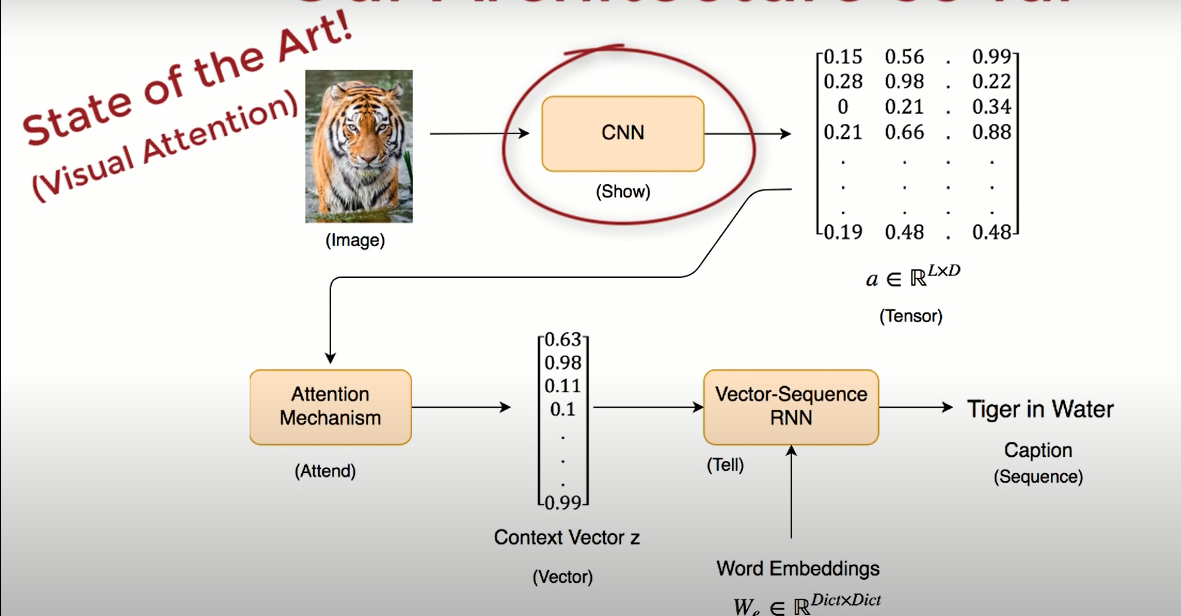 State of the Art!
(Visual Attention)
(Image)
CNN
(Show)
0.15 0.56 . 0.99
0.28 0.98 . 0.22
0 0.21 . 0.34
0.21 0.66 . 0.88
. . . .
. . . .
. . . .
0.19 0.48 . 0.48
a ∈ ℝ^{L×D}
(Tensor)
Attention
Mechanism
(Attend)
0.63
0.98
0.11
0.1
.
.
.
0.99
Context Vector z
(Vector)
Vector-Sequence
RNN
(Tell)
Word Embeddings
W_e ∈ ℝ^{Dict×Dict}
Tiger in Water
Caption
(Sequence)